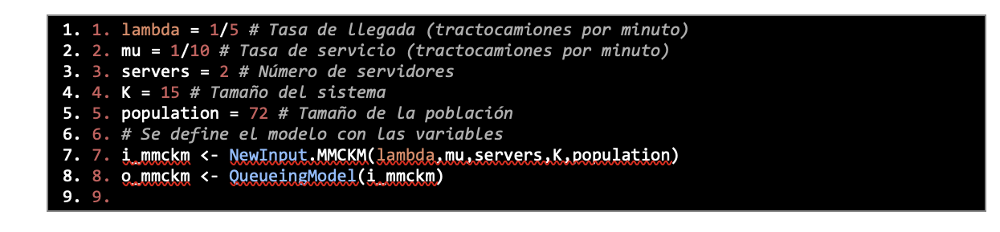 1. 1. lambda = 1/5 # Tasa de llegada (tractocamiones por minuto)
2. 2. mu = 1/10 # Tasa de servicio (tractocamiones por minuto)
3. 3. servers = 2 # Número de servidores
4. 4. K = 15 # Tamaño del sistema
5. 5. population = 72 # Tamaño de la población
6. 6. # Se define el modelo con las variables
7. 7. i_mmckm <- NewInput.MMCKM(lambda,mu,servers,K,population)
8. 8. o_mmckm <- QueueingModel(i_mmckm)
9. 9.